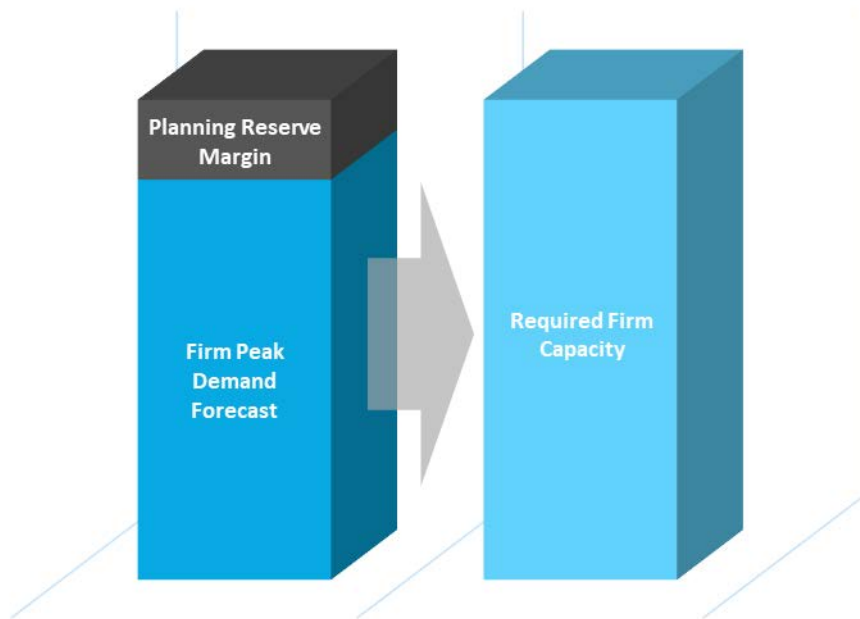 Planning Reserve
Margin
Firm Peak
Demand
Forecast
Required Firm
Capacity